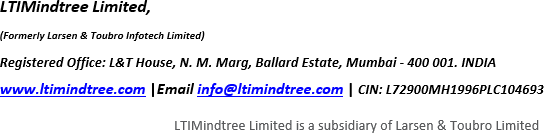 LTIMindtree Limited,
(Formerly Larsen & Toubro Infotech Limited)
Registered Office: L&T House, N. M. Marg, Ballard Estate, Mumbai - 400 001. INDIA
www.ltimindtree.com |Email info@ltimindtree.com | CIN: L72900MH1996PLC104693
LTIMindtree Limited is a subsidiary of Larsen & Toubro Limited